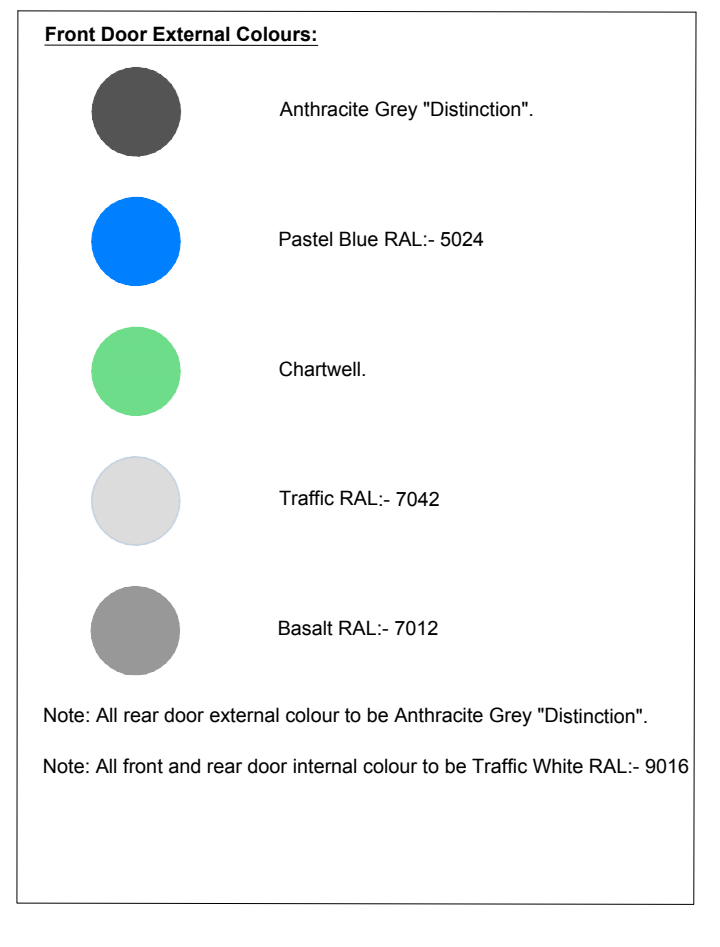 Front Door External Colours:
Anthracite Grey "Distinction".
Pastel Blue RAL:- 5024
Chartwell.
Traffic RAL:- 7042
Basalt RAL:- 7012
Note: All rear door external colour to be Anthracite Grey "Distinction".
Note: All front and rear door internal colour to be Traffic White RAL:- 9016